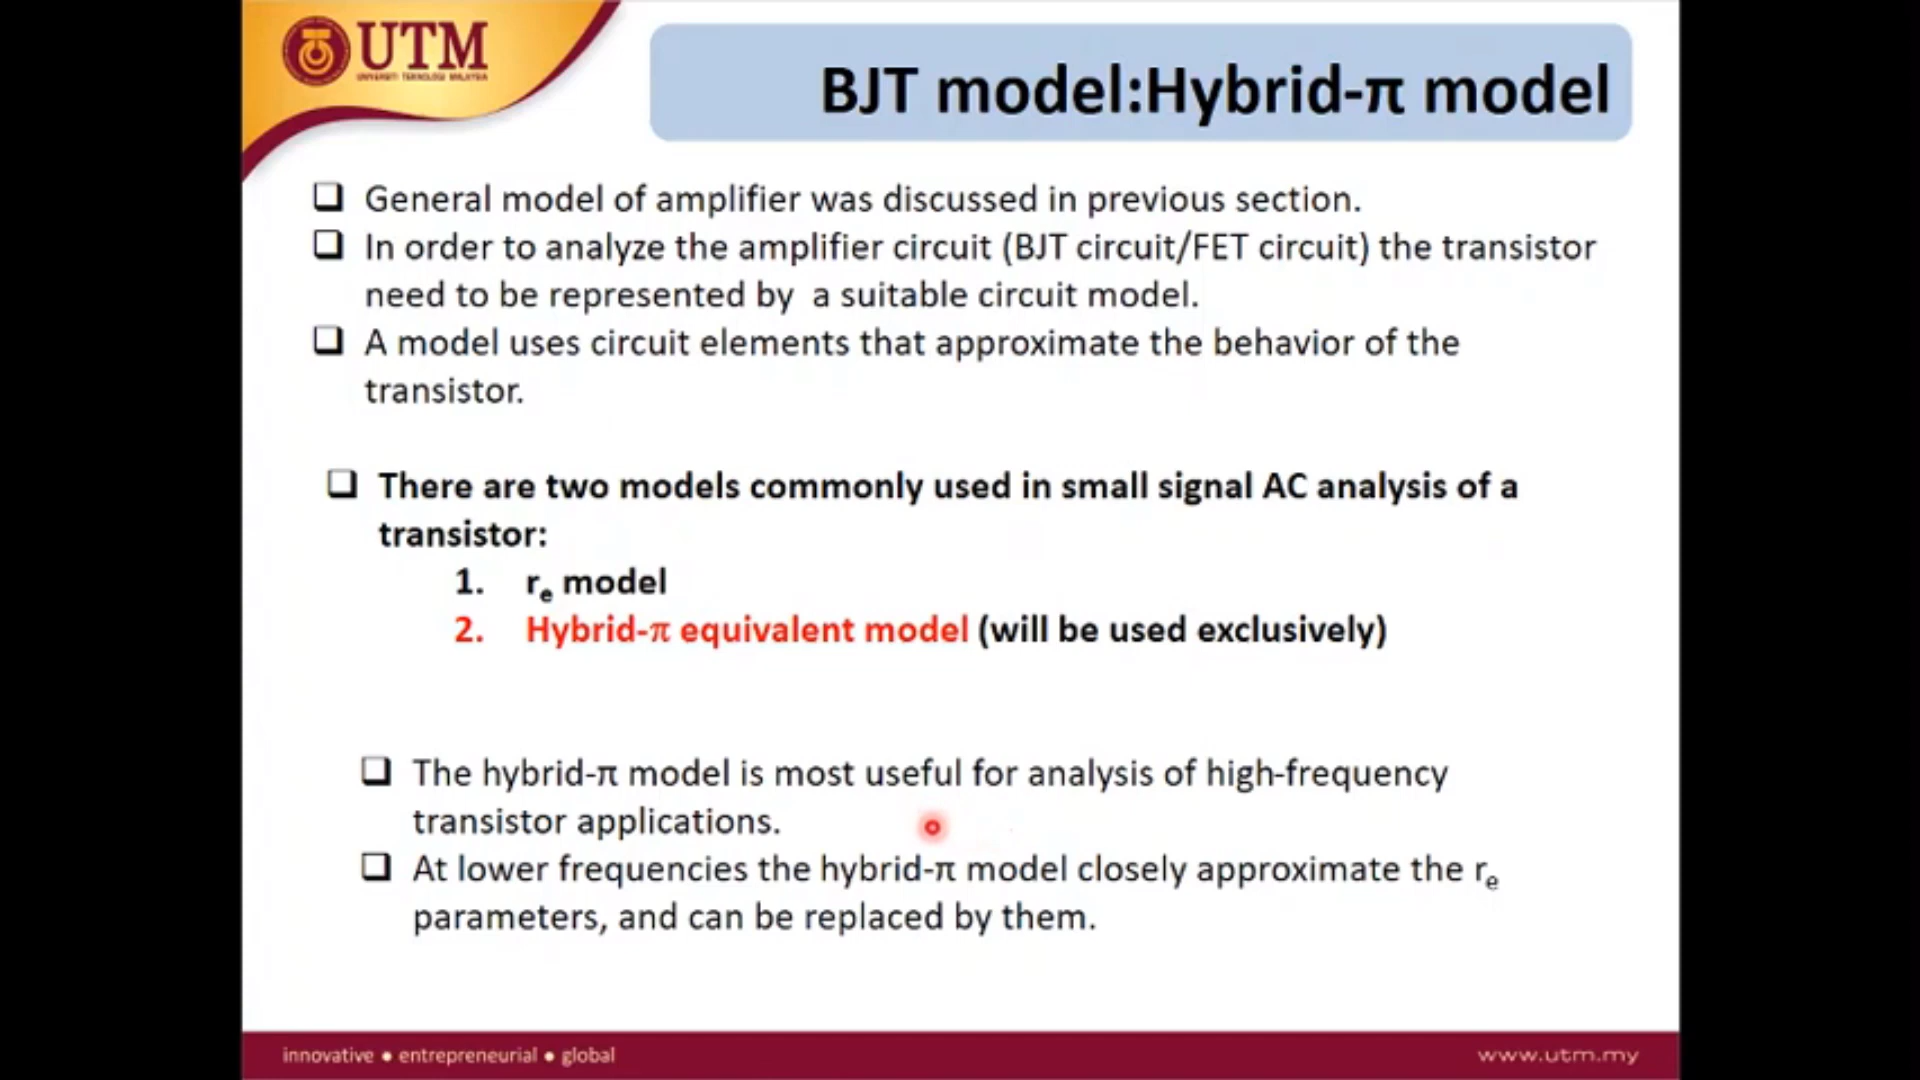 UTM
UNIVERSITI TEKNOLOGI MALAYSIA
BJT model:Hybrid-π model
❑ General model of amplifier was discussed in previous section.
❑ In order to analyze the amplifier circuit (BJT circuit/FET circuit) the transistor
need to be represented by a suitable circuit model.
❑ A model uses circuit elements that approximate the behavior of the
transistor.
❑ There are two models commonly used in small signal AC analysis of a
transistor:
1. re model
2. Hybrid-π equivalent model (will be used exclusively)
❑ The hybrid-π model is most useful for analysis of high-frequency
transistor applications.
❑ At lower frequencies the hybrid-π model closely approximate the re
parameters, and can be replaced by them.
innovative ● entrepreneurial ● global
www.utm.my